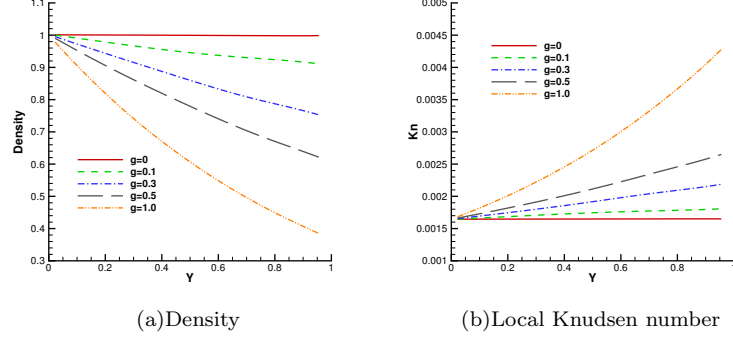 1.1
1
0.9
0.8
0.7
0.6
0.5
0.4
0.3
Density
g=0
g=0.1
g=0.3
g=0.5
g=1.0
0 0.2 0.4 0.6 0.8 1
Y
(a)Density
0.005
0.0045
0.004
0.0035
0.003
0.0025
0.002
0.0015
0.001
Kn
g=0
g=0.1
g=0.3
g=0.5
g=1.0
0 0.2 0.4 0.6 0.8 1
Y
(b)Local Knudsen number